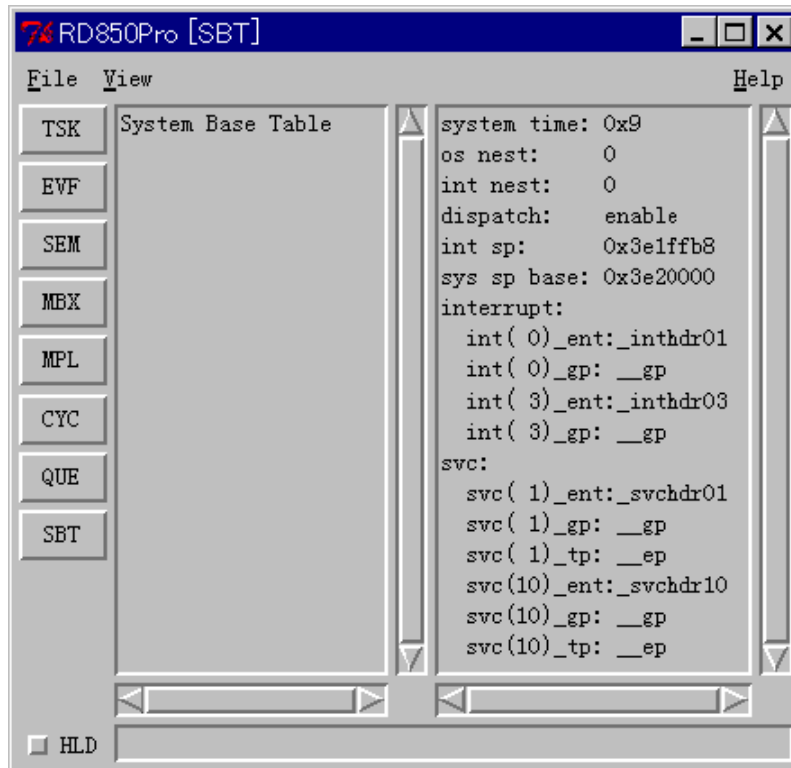 RD850Pro [SBT]
File View Help
TSK
EVF
SEM
MBX
MPL
CYC
QUE
SBT
System Base Table
system time: 0x9
os nest: 0
int nest: 0
dispatch: enable
int sp: 0x3e1ffb8
sys sp base: 0x3e20000
interrupt:
int( 0)_ent:_inthdr01
int( 0)_gp: __gp
int( 3)_ent:_inthdr03
int( 3)_gp: __gp
svc:
svc( 1)_ent:_svchdr01
svc( 1)_gp: __gp
svc( 1)_tp: __ep
svc(10)_ent:_svchdr10
svc(10)_gp: __gp
svc(10)_tp: __ep
HLD